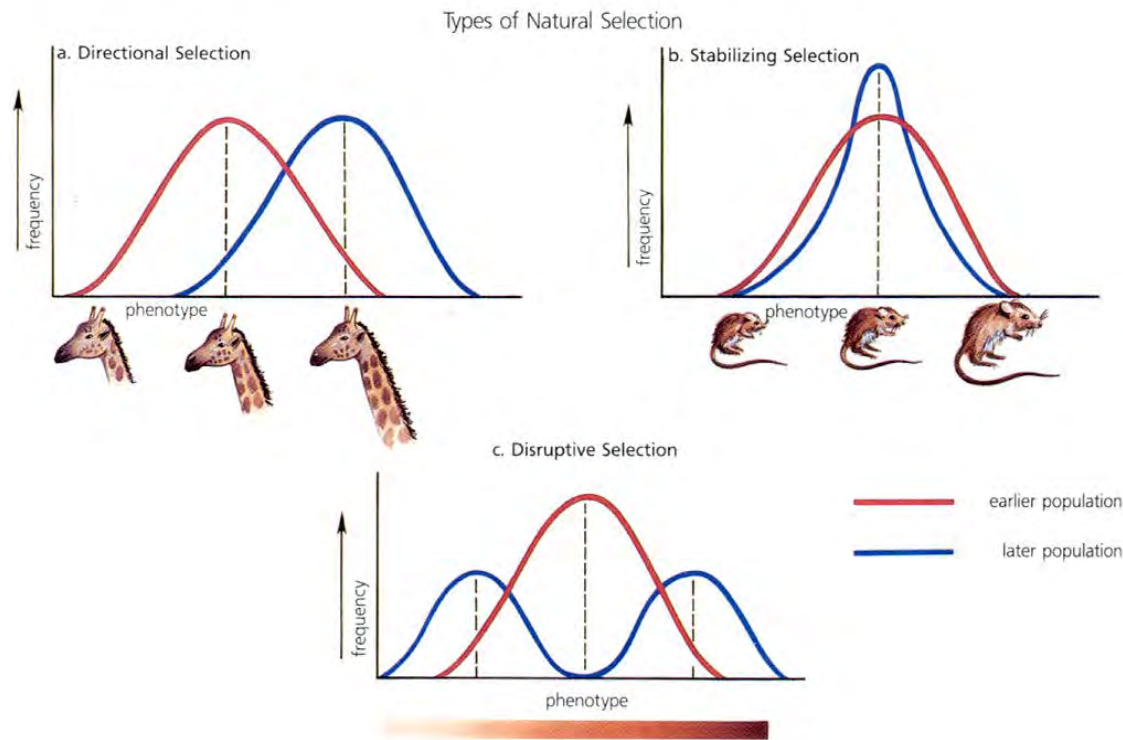 Types of Natural Selection
a. Directional Selection
frequency
phenotype
b. Stabilizing Selection
frequency
phenotype
c. Disruptive Selection
frequency
phenotype
earlier population
later population